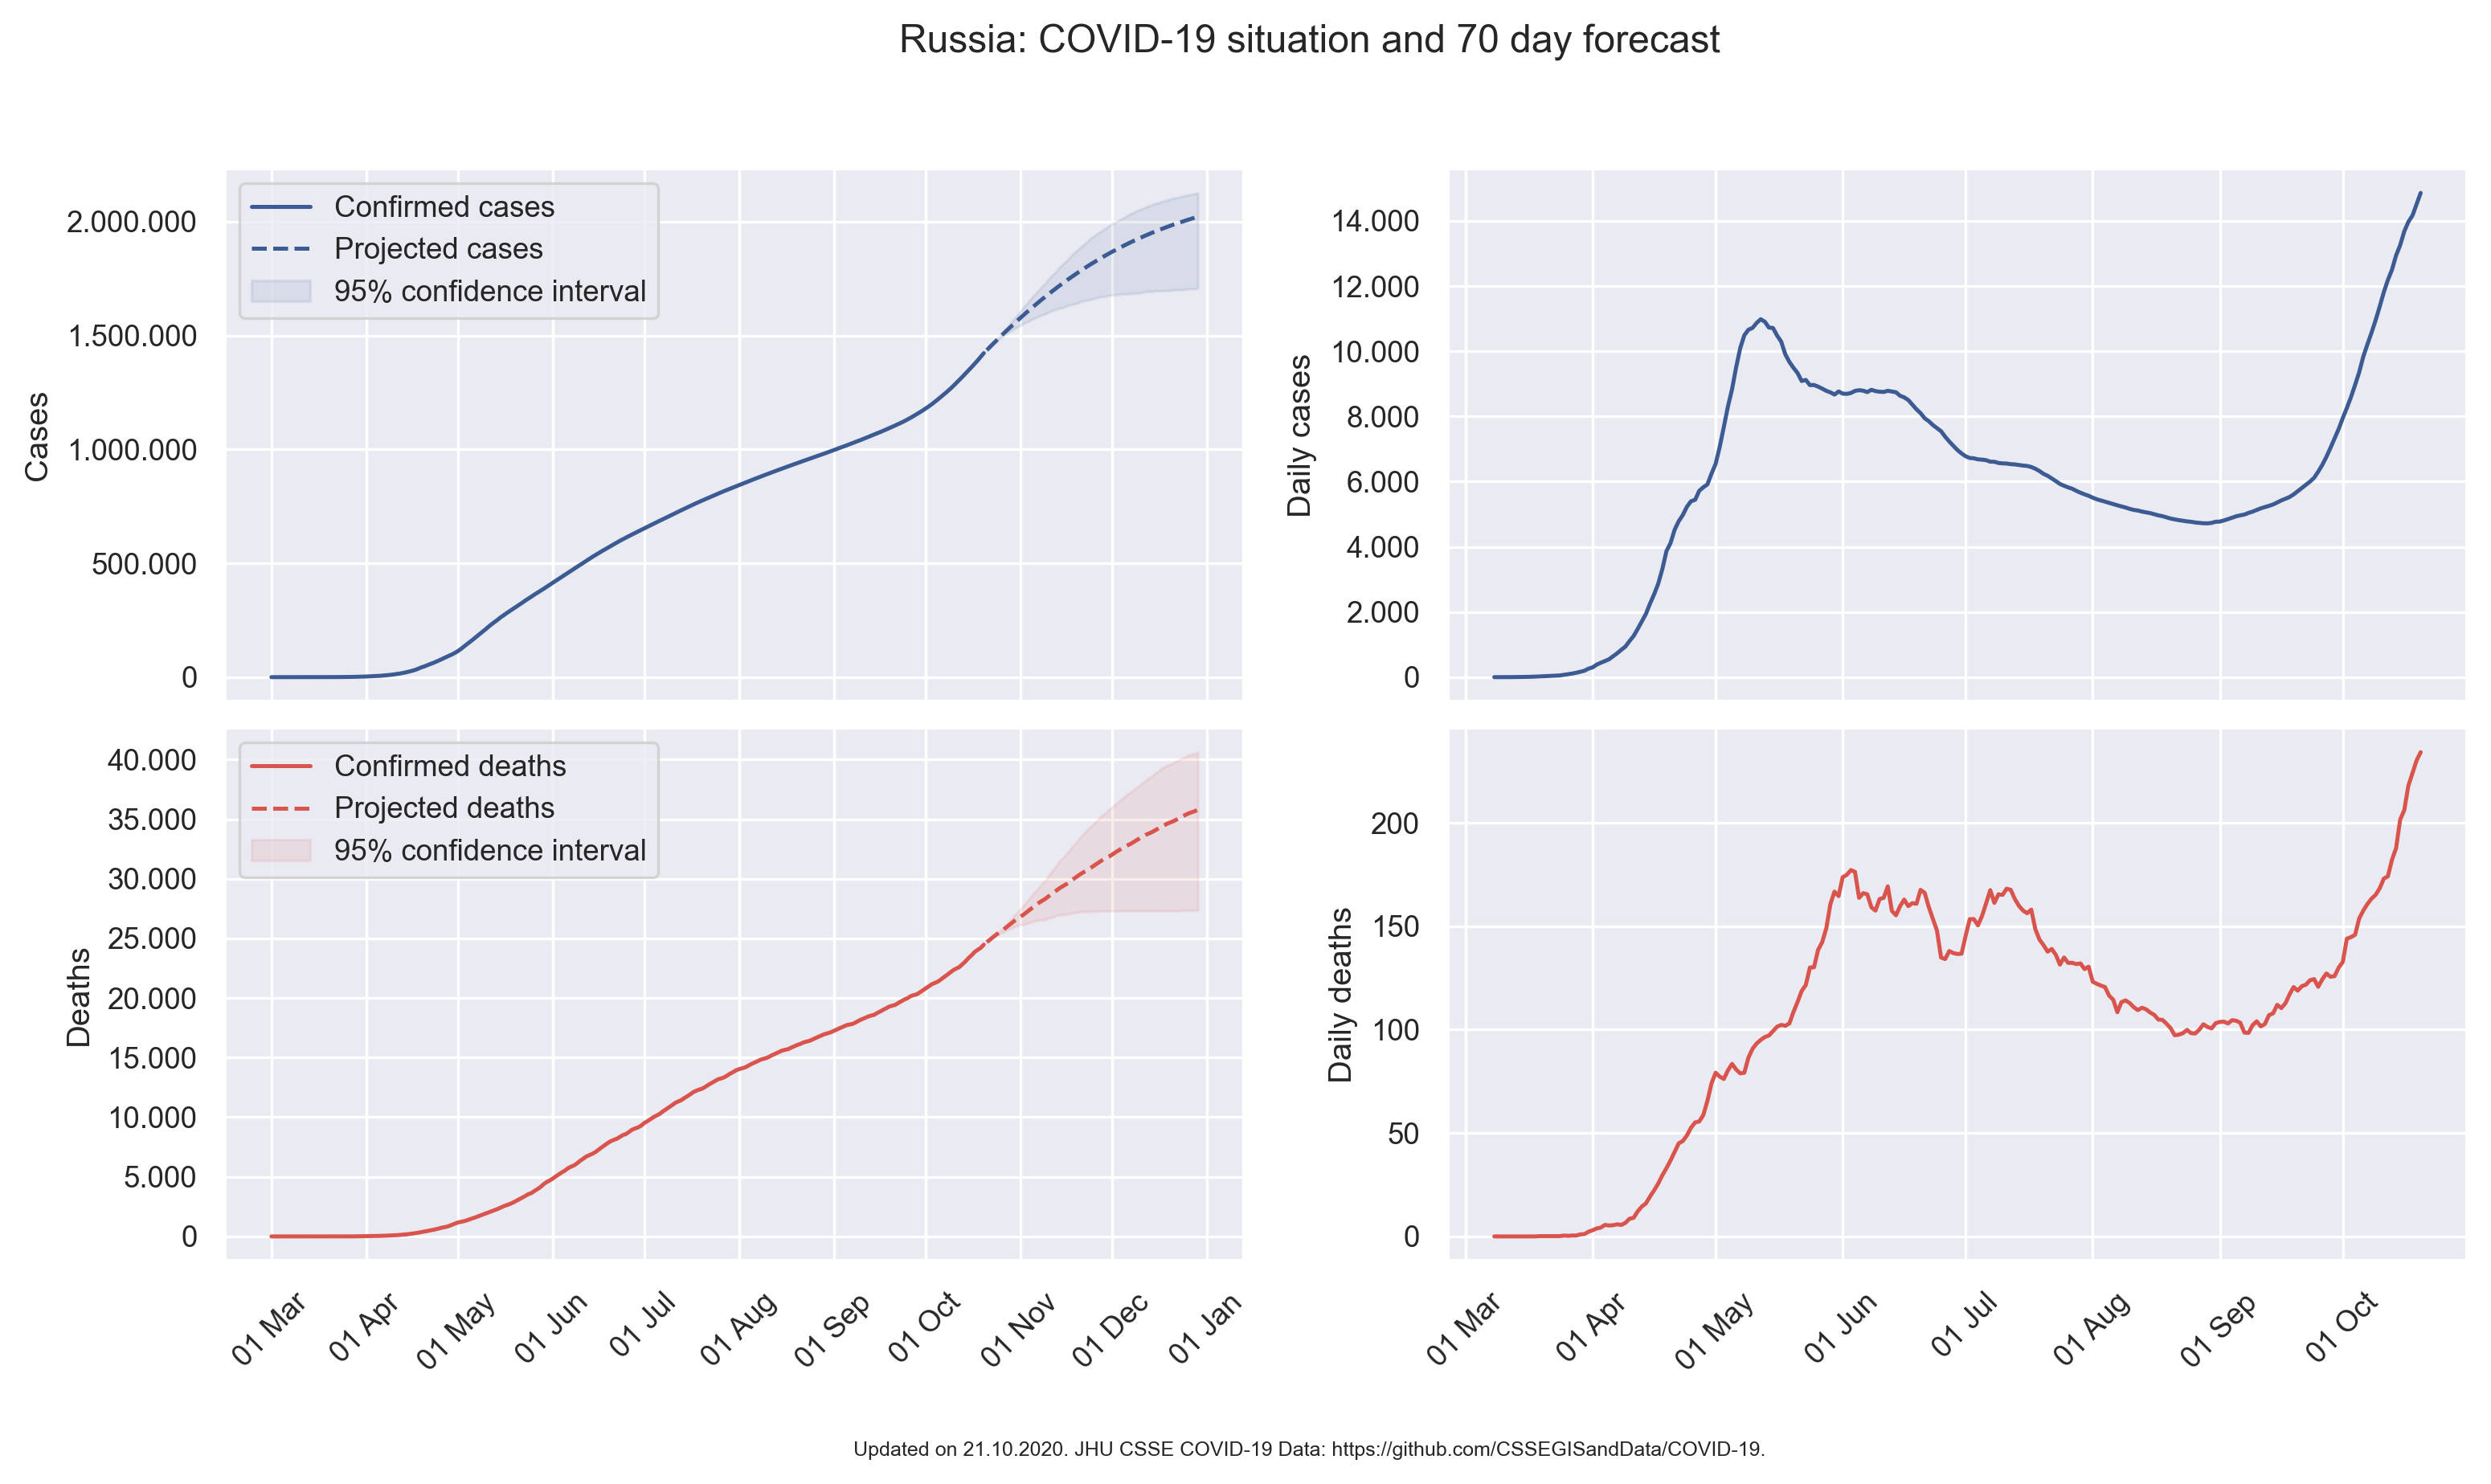 Russia: COVID-19 situation and 70 day forecast
Confirmed cases
Projected cases
95% confidence interval
Cases
2.000.000
1.500.000
1.000.000
500.000
0
Daily cases
14.000
12.000
10.000
8.000
6.000
4.000
2.000
0
Confirmed deaths
Projected deaths
95% confidence interval
Deaths
40.000
35.000
30.000
25.000
20.000
15.000
10.000
5.000
0
01 Mar
01 Apr
01 May
01 Jun
01 Jul
01 Aug
01 Sep
01 Oct
01 Nov
01 Dec
01 Jan
Daily deaths
200
150
100
50
0
01 Mar
01 Apr
01 May
01 Jun
01 Jul
01 Aug
01 Sep
01 Oct
Updated on 21.10.2020. JHU CSSE COVID-19 Data: https://github.com/CSSEGISandData/COVID-19.